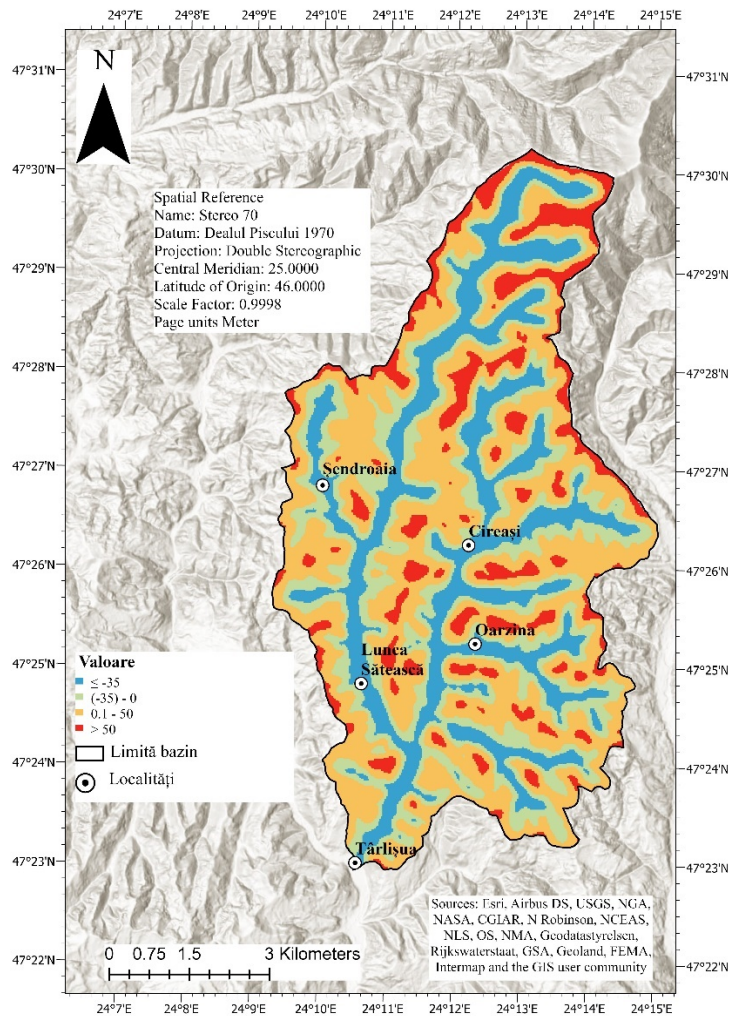 24°7'E 24°8'E 24°9'E 24°10'E 24°11'E 24°12'E 24°13'E 24°14'E 24°15'E
47°31'N
47°31'N
N
47°30'N
47°30'N
Spatial Reference
Name: Stereo 70
Datum: Dealul Piscului 1970
Projection: Double Stereographic
Central Meridian: 25.0000
Latitude of Origin: 46.0000
Scale Factor: 0.9998
Page units Meter
47°29'N
47°29'N
47°28'N
47°28'N
47°27'N
47°27'N
Șendroaia
Cireași
47°26'N
47°26'N
Oarzina
Lunca
Sătească
47°25'N
47°25'N
Valoare
≤ -35
(-35) - 0
0.1 - 50
> 50
Limită bazin
Localități
47°24'N
47°24'N
Târlișua
47°23'N
47°23'N
Sources: Esri, Airbus DS, USGS, NGA,
NASA, CGIAR, N Robinson, NCEAS,
NLS, OS, NMA, Geodatastyrelsen,
Rijkswaterstaat, GSA, Geoland, FEMA,
Intermap and the GIS user community
0 0.75 1.5 3 Kilometers
47°22'N
47°22'N
24°7'E 24°8'E 24°9'E 24°10'E 24°11'E 24°12'E 24°13'E 24°14'E 24°15'E